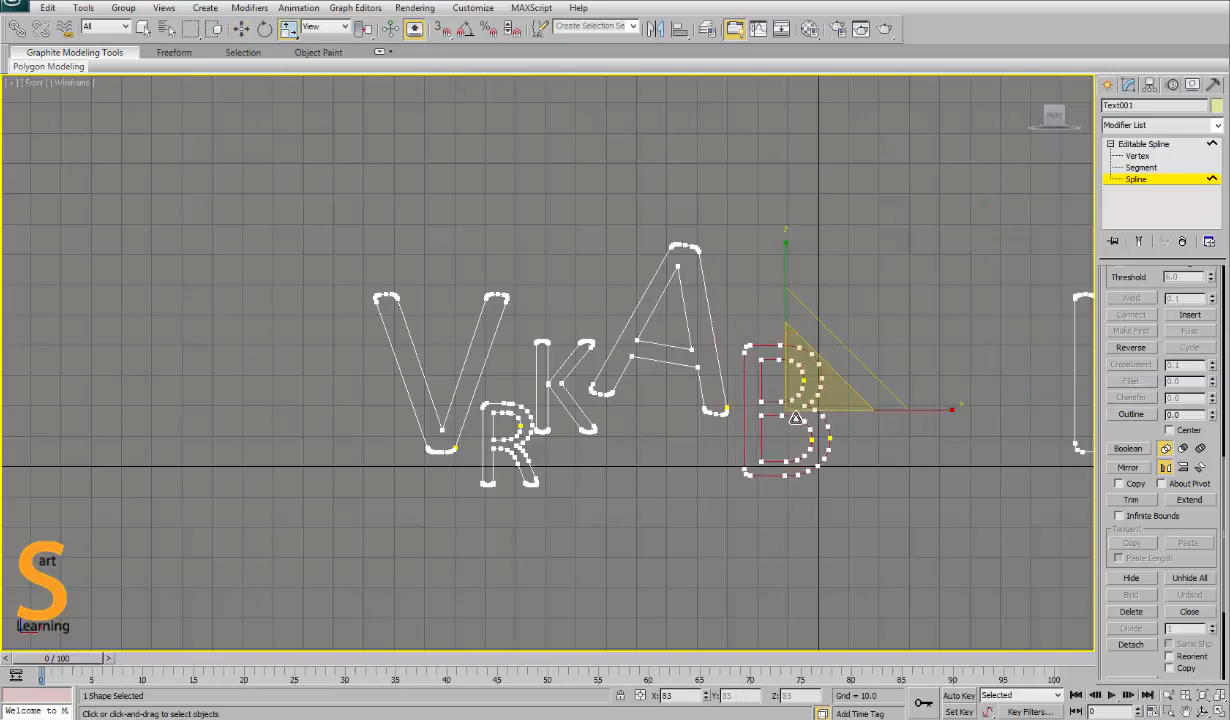 Edit Tools Group Views Create Modifiers Animation Graph Editors Rendering Customize MAXScript Help
All View Create Selection Se
Graphite Modeling Tools Freeform Selection Object Paint
Polygon Modeling
[ + ] [ Front ] [ Wireframe ]
FRONT
V R K A B
y
x
Text001
Modifier List
Editable Spline
Vertex
Segment
Spline
Threshold 6.0
Weld 0.1
Connect Insert
Make First Fuse
Reverse Cycle
CrossInsert 0.1
Fillet 0.0
Chamfer 0.0
Outline 0.0
Center
Boolean
Mirror
Copy About Pivot
Trm Extend
Infinite Bounds
Tangent
Copy Paste
Paste Length
Hide Unhide All
Bind Unbind
Delete Close
Divide 1
Detach Same Shp
Reorient
Copy
S
art
Learning
0 / 100
0 5 10 15 20 25 30 35 40 45 50 55 60 65 70 75 80 85 90 95 100
1 Shape Selected X: 83 Y: 83 Z: 83 Grid = 10.0 Auto Key Selected
Welcome to M Click or click-and-drag to select objects Add Time Tag Set Key Key Filters... 0